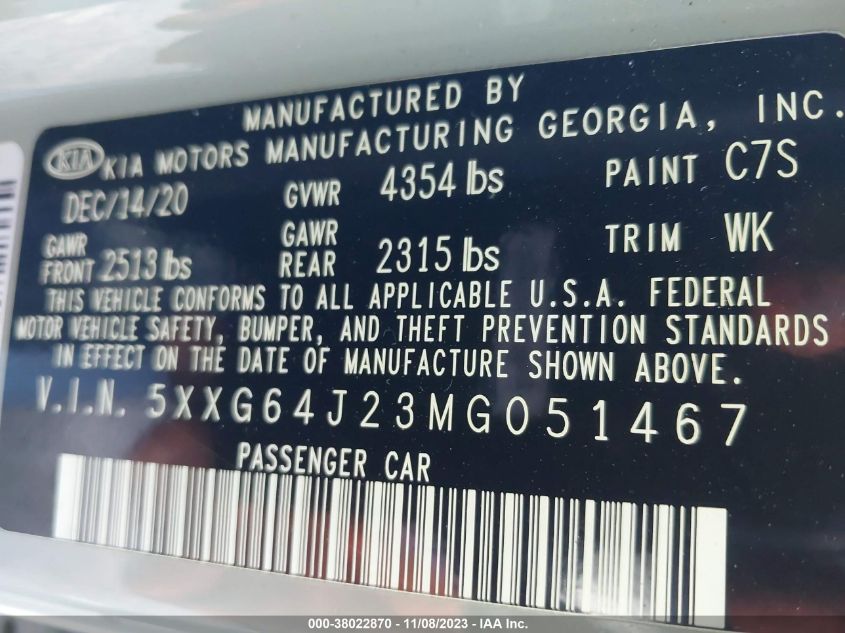 MANUFACTURED BY
KIA KIA MOTORS MANUFACTURING GEORGIA, INC.
DEC/14/20 GVWR 4354 lbs PAINT C7S
GAWR FRONT 2513 lbs GAWR REAR 2315 lbs TRIM WK
THIS VEHICLE CONFORMS TO ALL APPLICABLE U.S.A. FEDERAL
MOTOR VEHICLE SAFETY, BUMPER, AND THEFT PREVENTION STANDARDS
IN EFFECT ON THE DATE OF MANUFACTURE SHOWN ABOVE.
V.I.N. 5XXG64J23MG051467
PASSENGER CAR
000-38022870 - 11/08/2023 - IAA Inc.